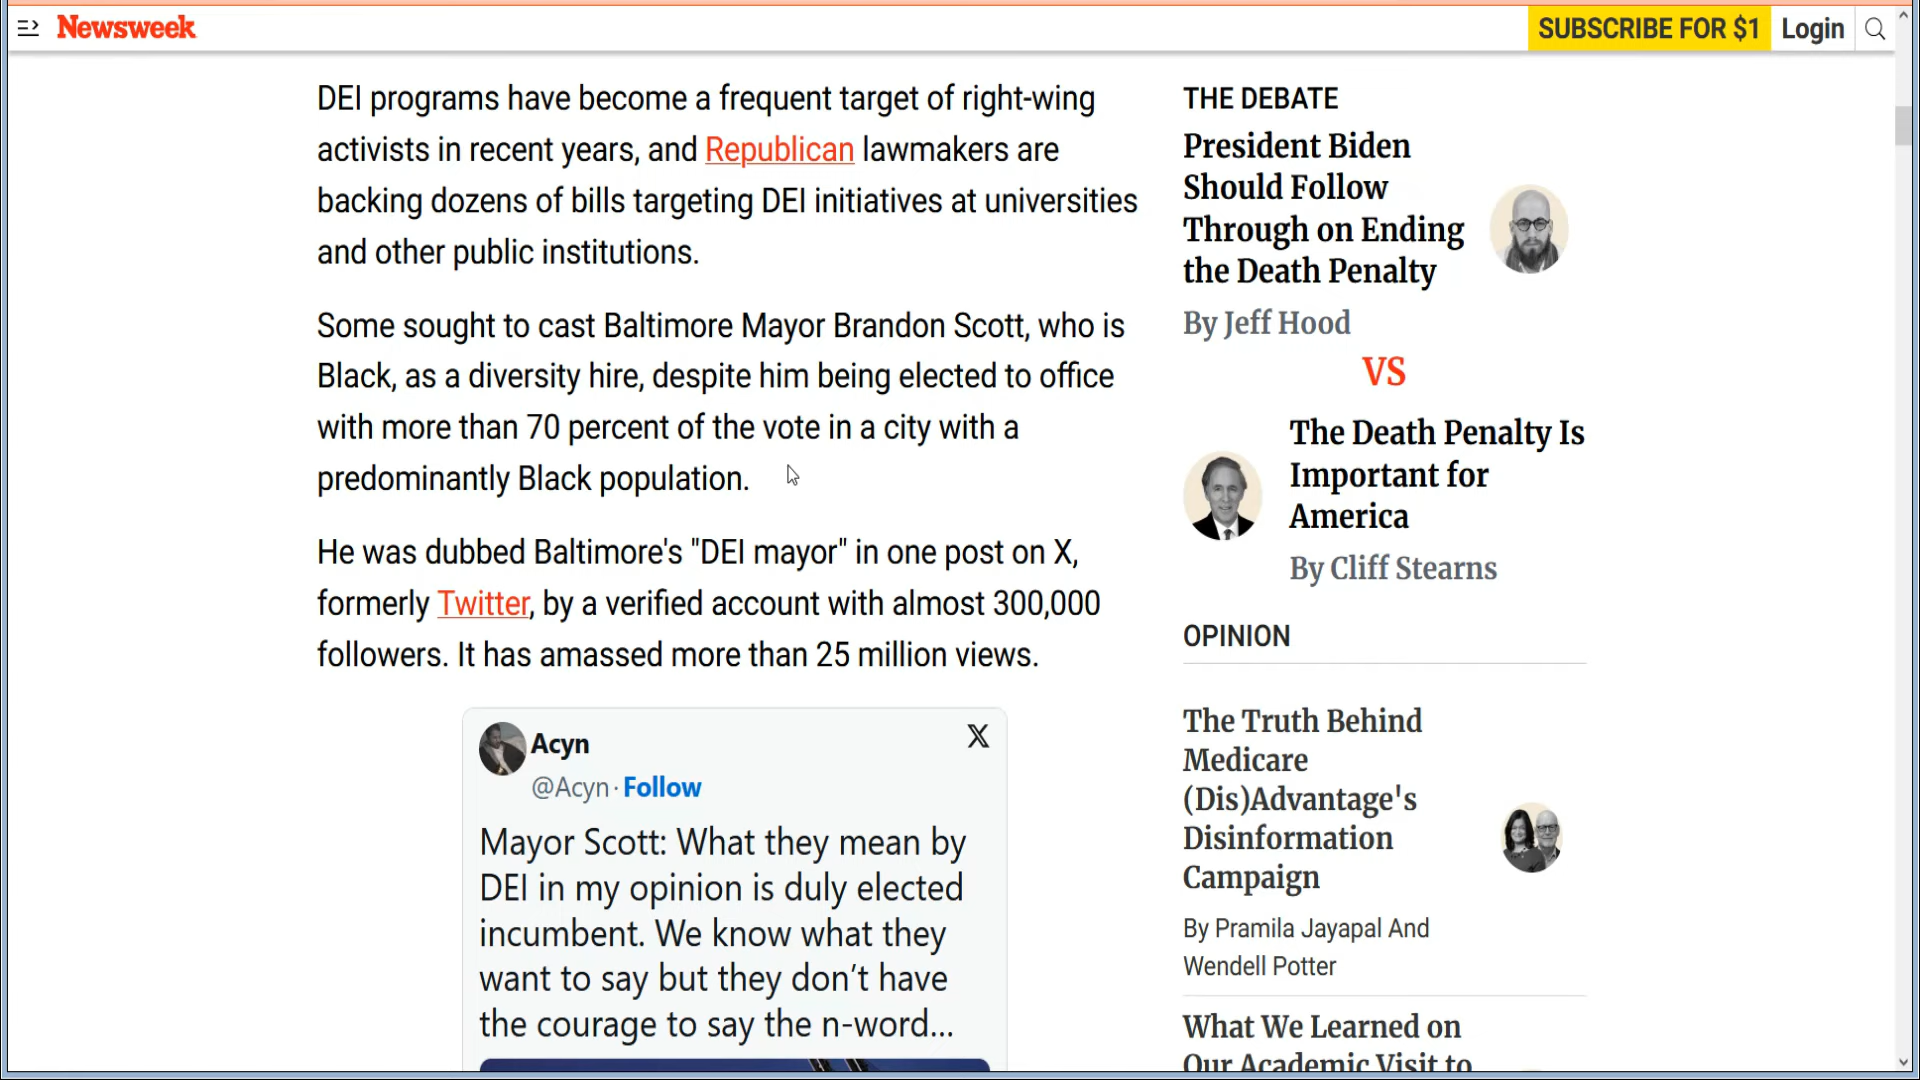 Newsweek
SUBSCRIBE FOR $1
Login
DEI programs have become a frequent target of right-wing
activists in recent years, and Republican lawmakers are
backing dozens of bills targeting DEI initiatives at universities
and other public institutions.
Some sought to cast Baltimore Mayor Brandon Scott, who is
Black, as a diversity hire, despite him being elected to office
with more than 70 percent of the vote in a city with a
predominantly Black population.
He was dubbed Baltimore's "DEI mayor" in one post on X,
formerly Twitter, by a verified account with almost 300,000
followers. It has amassed more than 25 million views.
Acyn
@Acyn · Follow
Mayor Scott: What they mean by
DEI in my opinion is duly elected
incumbent. We know what they
want to say but they don’t have
the courage to say the n-word...
THE DEBATE
President Biden
Should Follow
Through on Ending
the Death Penalty
By Jeff Hood
VS
The Death Penalty Is
Important for
America
By Cliff Stearns
OPINION
The Truth Behind
Medicare
(Dis)Advantage's
Disinformation
Campaign
By Pramila Jayapal And
Wendell Potter
What We Learned on
Our Academic Visit to